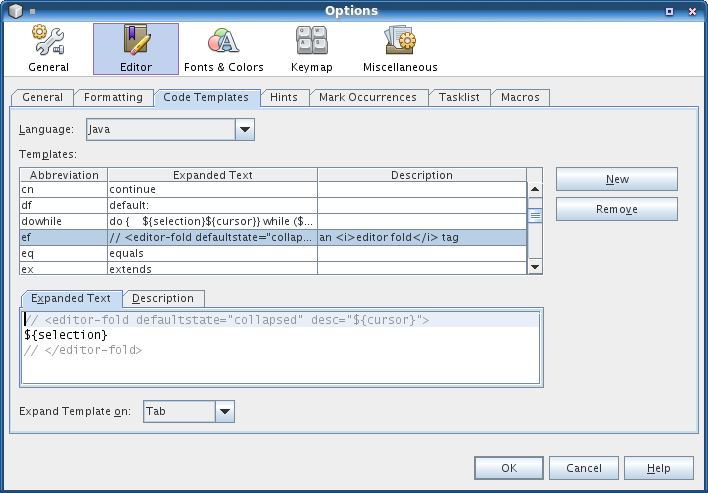 Options
General Editor Fonts & Colors Keymap Miscellaneous
General Formatting Code Templates Hints Mark Occurrences Tasklist Macros
Language: Java
Templates:
Abbreviation Expanded Text Description
cn continue
df default:
dowhile do { ${selection}${cursor}} while ($...
ef // <editor-fold defaultstate="collap... an <i>editor fold</i> tag
eq equals
ex extends
New
Remove
Expanded Text Description
// <editor-fold defaultstate="collapsed" desc="${cursor}">
${selection}
// </editor-fold>
Expand Template on: Tab
OK Cancel Help